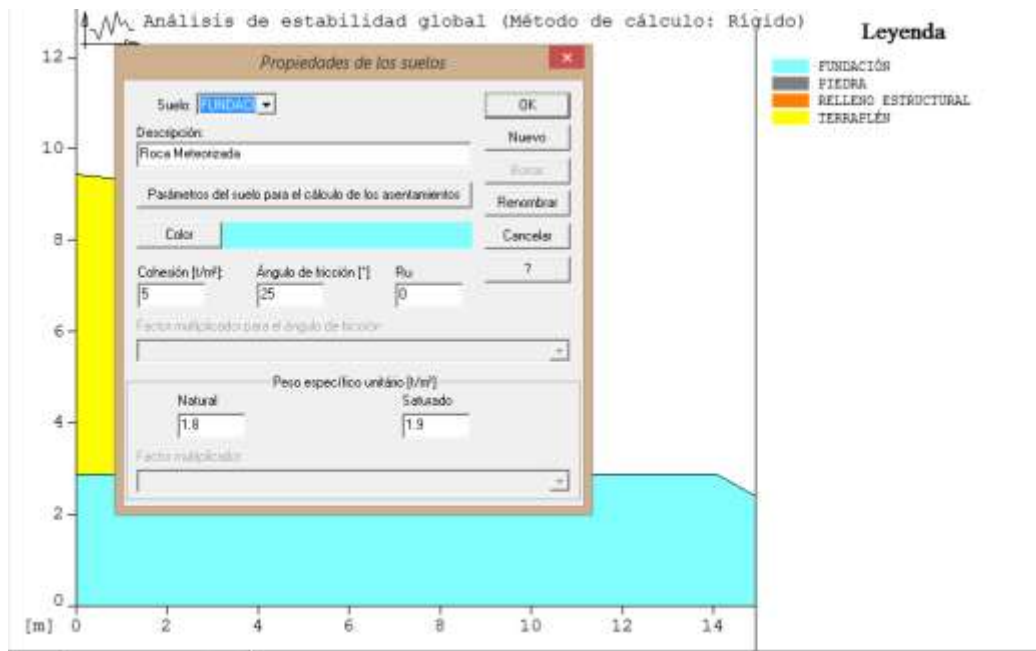 Análisis de estabilidad global (Método de cálculo: Rígido)
Leyenda
FUNDACIÓN
PIEDRA
RELLENO ESTRUCTURAL
TERRAPLÉN
Propiedades de los suelos
Suelo: FUNDAC
OK
Descripción:
Roca Meteorizada
Nuevo
Borrar
Parámetros del suelo para el cálculo de los asentamientos
Renombrar
Color
Cancelar
Cohesión [t/m²]:
Ángulo de fricción [°]
Ru
?
5
25
0
Factor multiplicador para el ángulo de fricción
Peso específico unitário [t/m³]
Natural
Saturado
1.8
1.9
Factor multiplicador
12
10
8
6
4
2
0
[m] 0 2 4 6 8 10 12 14